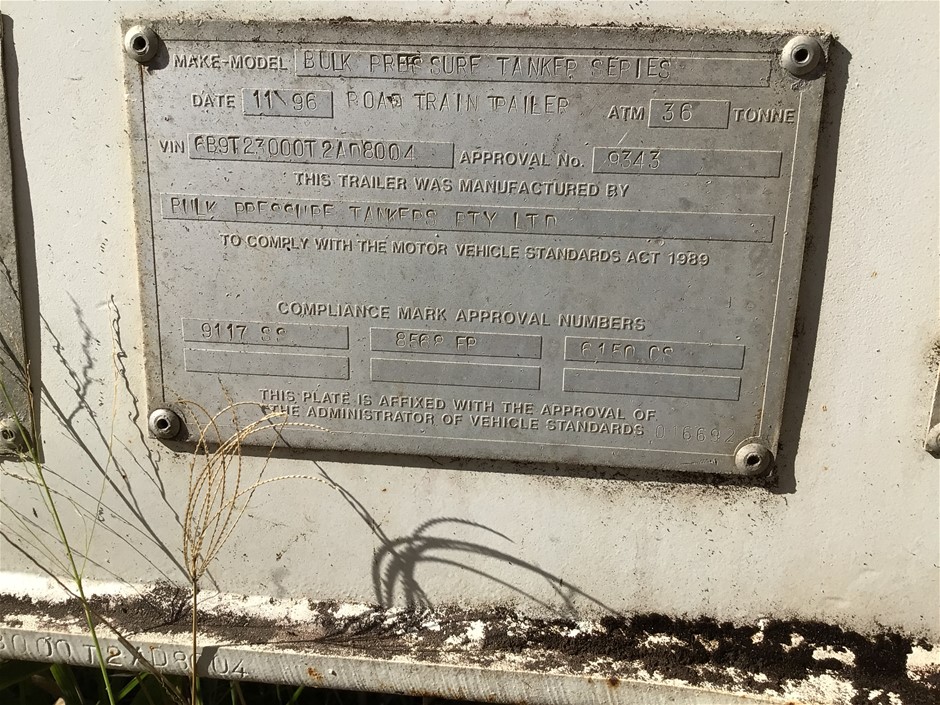 MAKE-MODEL BULK PRESSURE TANKER SERIES
DATE 11\96 ROAD TRAIN TRAILER ATM 36 TONNE
VIN 6B9T23000T2AD8004 APPROVAL No. 9343
THIS TRAILER WAS MANUFACTURED BY
BULK PRESSURE TANKERS PTY LTD
TO COMPLY WITH THE MOTOR VEHICLE STANDARDS ACT 1989
COMPLIANCE MARK APPROVAL NUMBERS
9117 SS 8568 FP 6150 CS
THIS PLATE IS AFFIXED WITH THE APPROVAL OF
THE ADMINISTRATOR OF VEHICLE STANDARDS
000T2AD8004